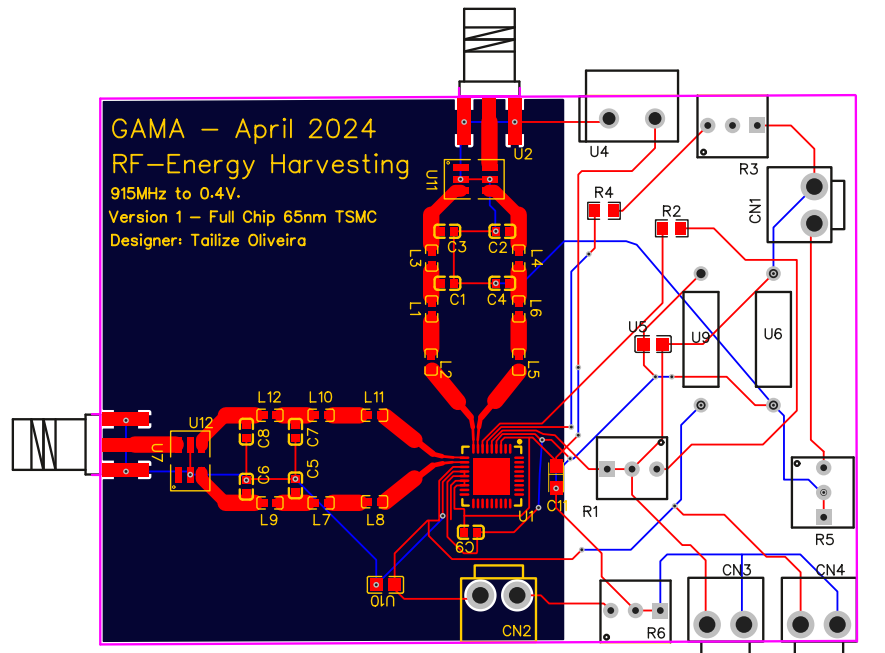 GAMA - April 2024
RF-Energy Harvesting
915MHz to 0.4V.
Version 1 - Full Chip 65nm TSMC
Designer: Tailize Oliveira
U2
U4
R3
U11
R4
R2
CN1
C3
C2
L3
L4
C1
C4
L1
L6
U5
U9
U6
L2
L5
L12
L10
L11
U12
U7
C8
C7
C6
C5
L9
L7
L8
U1
C11
C9
R1
R5
U10
CN2
R6
CN3
CN4